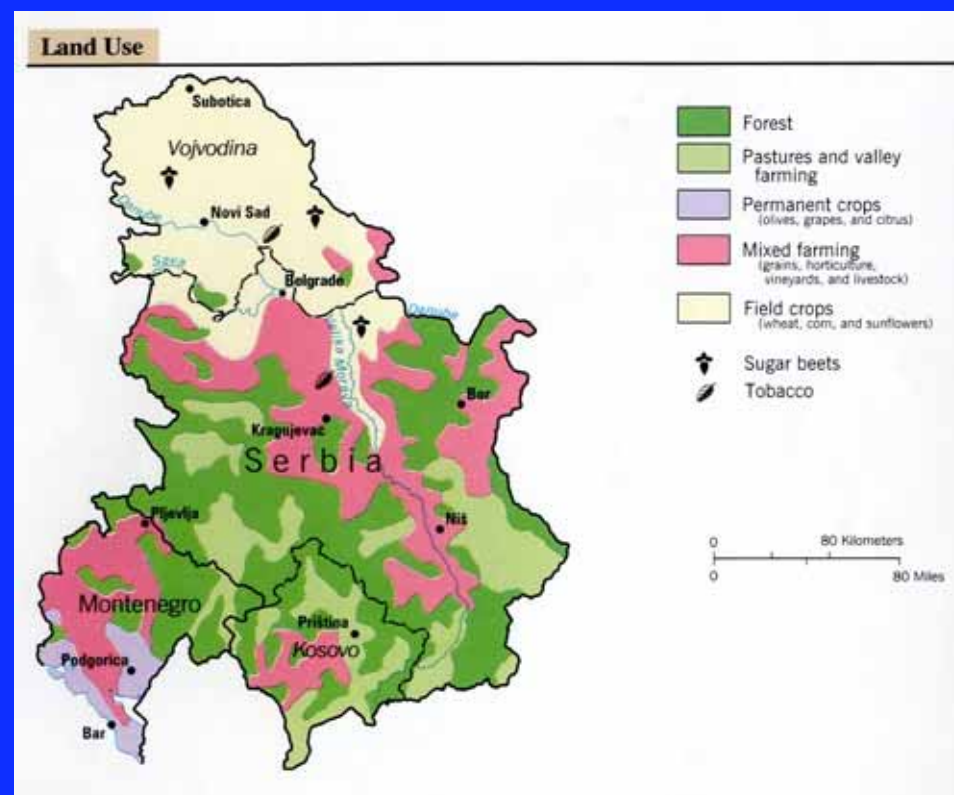 Land Use
Subotica
Vojvodina
Danube
Novi Sad
Sava
Belgrade
Danube
Velika Morava
Bor
Kragujevac
Serbia
Pljevlja
Niš
Montenegro
Priština
Kosovo
Podgorica
Bar
Forest
Pastures and valley
farming
Permanent crops
(olives, grapes, and citrus)
Mixed farming
(grains, horticulture,
vineyards, and livestock)
Field crops
(wheat, corn, and sunflowers)
Sugar beets
Tobacco
0 80 Kilometers
0 80 Miles